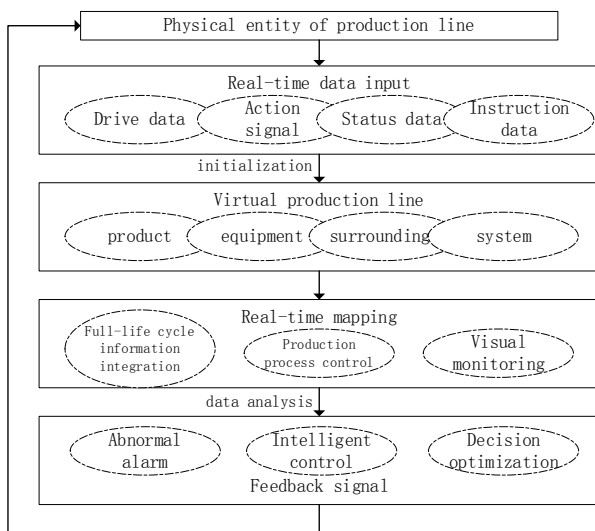 Physical entity of production line
Real-time data input
Drive data
Action
signal
Status data
Instruction
data
initialization
Virtual production line
product
equipment
surrounding
system
Real-time mapping
Full-life cycle
information
integration
Production
process control
Visual
monitoring
data analysis
Abnormal
alarm
Intelligent
control
Decision
optimization
Feedback signal